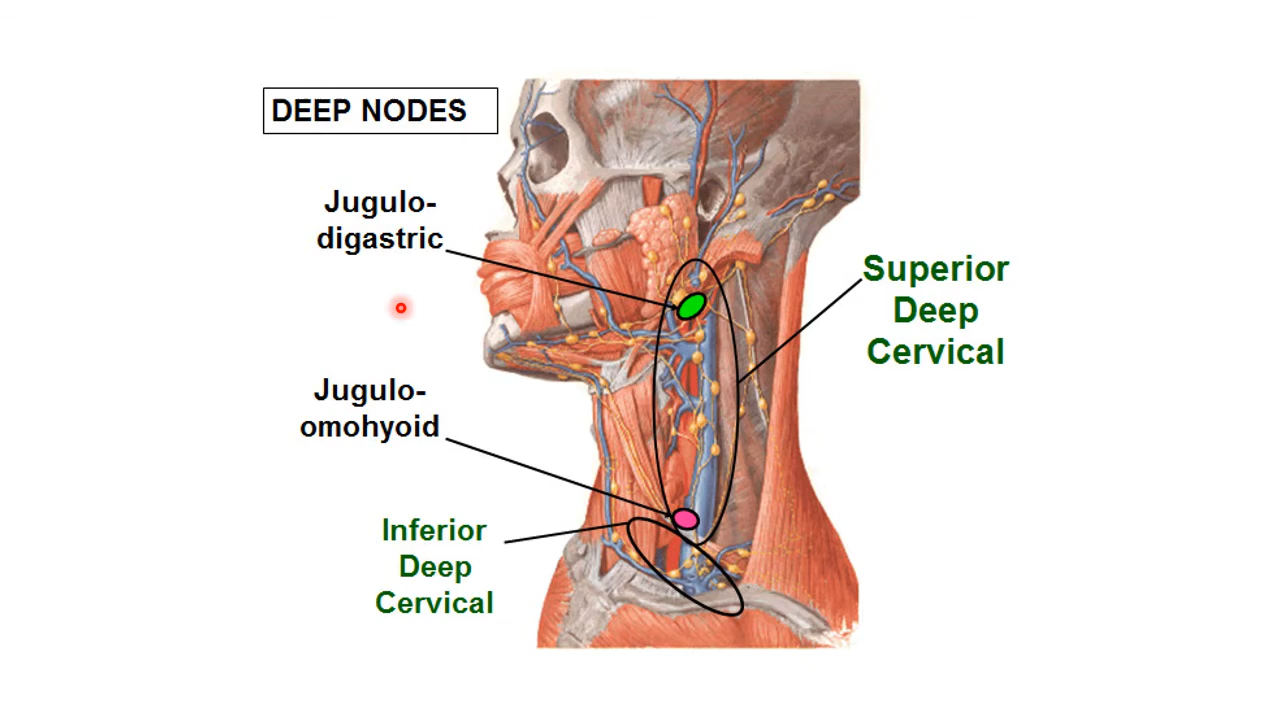 DEEP NODES
Jugulo-
digastric
Superior
Deep
Cervical
Jugulo-
omohyoid
Inferior
Deep
Cervical